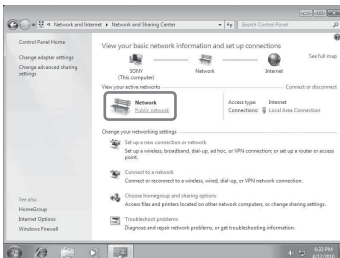 « Network and Internet ▸ Network and Sharing Center
Search Control Panel
Control Panel Home
Change adapter settings
Change advanced sharing
settings
View your basic network information and set up connections
See full map
SONY
(This computer)
Network
Internet
View your active networks
Connect or disconnect
Network
Public network
Access type: Internet
Connections: Local Area Connection
Change your networking settings
Set up a new connection or network
Set up a wireless, broadband, dial-up, ad hoc, or VPN connection; or set up a router or access
point.
Connect to a network
Connect or reconnect to a wireless, wired, dial-up, or VPN network connection.
Choose homegroup and sharing options
Access files and printers located on other network computers, or change sharing settings.
Troubleshoot problems
Diagnose and repair network problems, or get troubleshooting information.
See also
HomeGroup
Internet Options
Windows Firewall
8:33 PM